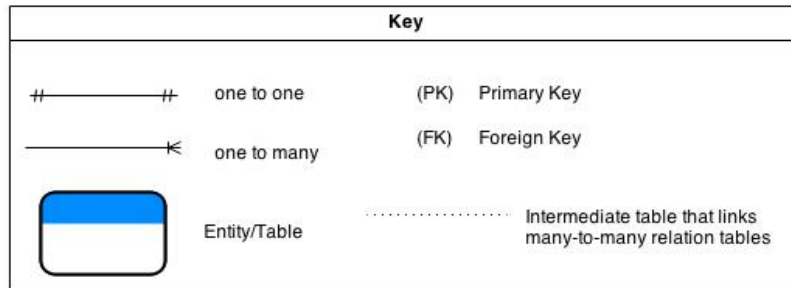 Key
one to one
(PK) Primary Key
one to many
(FK) Foreign Key
Entity/Table
Intermediate table that links
many-to-many relation tables